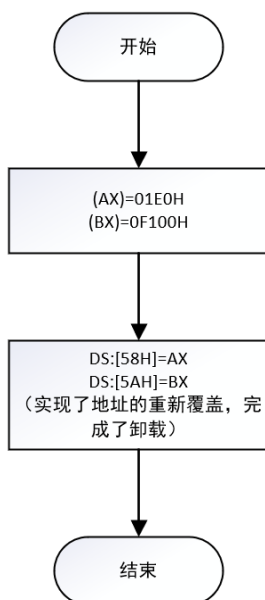 开始
(AX)=01E0H
(BX)=0F100H
DS:[58H]=AX
DS:[5AH]=BX
（实现了地址的重新覆盖，完
成了卸载）
结束